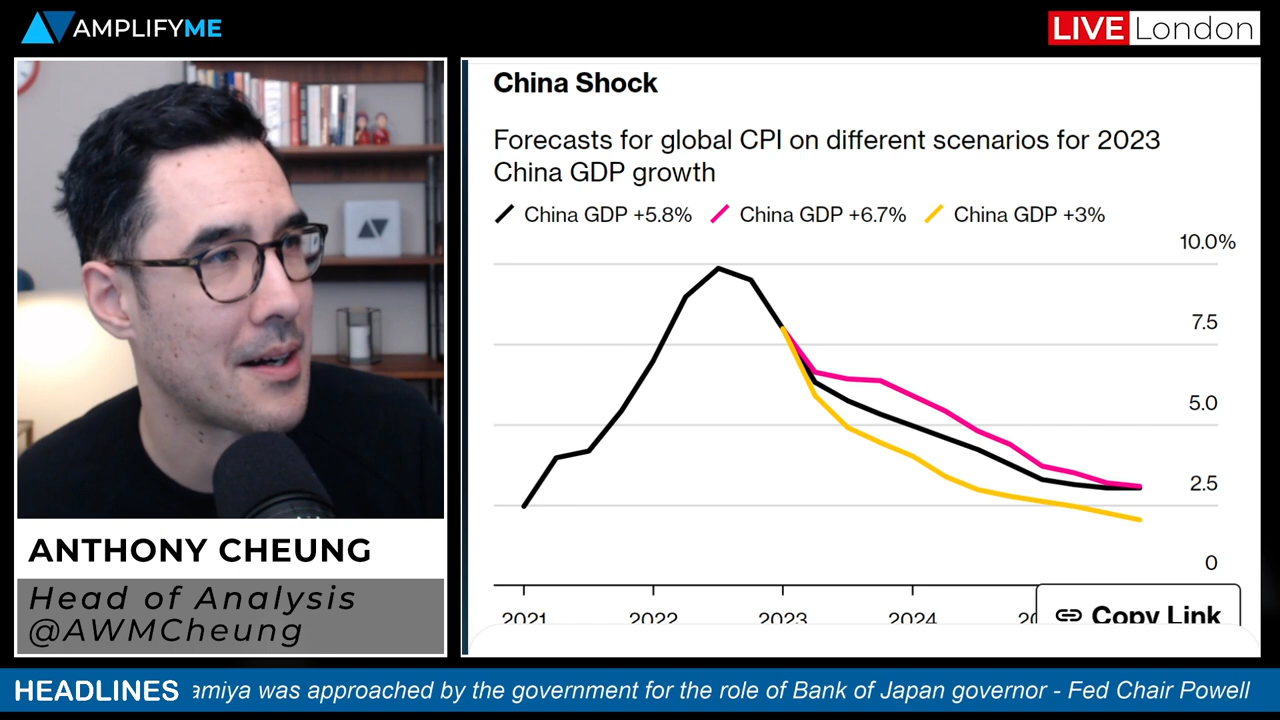 AMPLIFYME
LIVE London
China Shock
Forecasts for global CPI on different scenarios for 2023
China GDP growth
China GDP +5.8% China GDP +6.7% China GDP +3%
10.0%
7.5
5.0
2.5
0
2021 2022 2023 2024
Copy Link
ANTHONY CHEUNG
Head of Analysis
@AWMCheung
HEADLINES amiya was approached by the government for the role of Bank of Japan governor - Fed Chair Powell